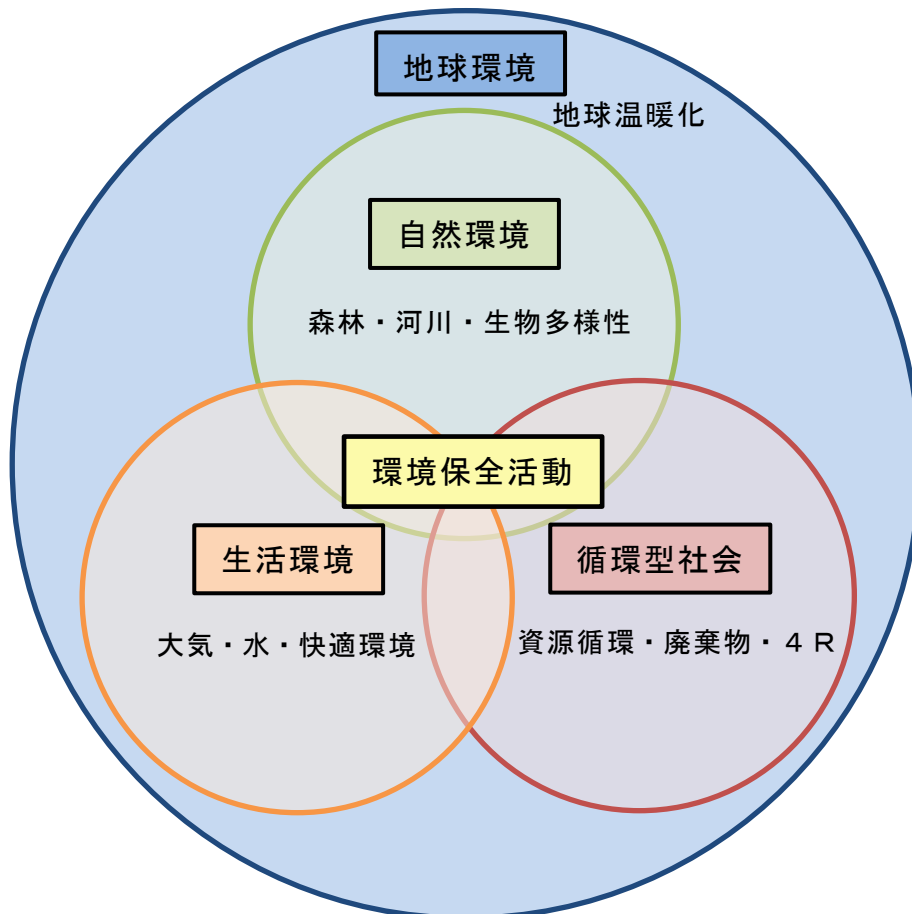 地球環境
地球温暖化
自然環境
森林・河川・生物多様性
環境保全活動
生活環境
循環型社会
大気・水・快適環境
資源循環・廃棄物・４Ｒ